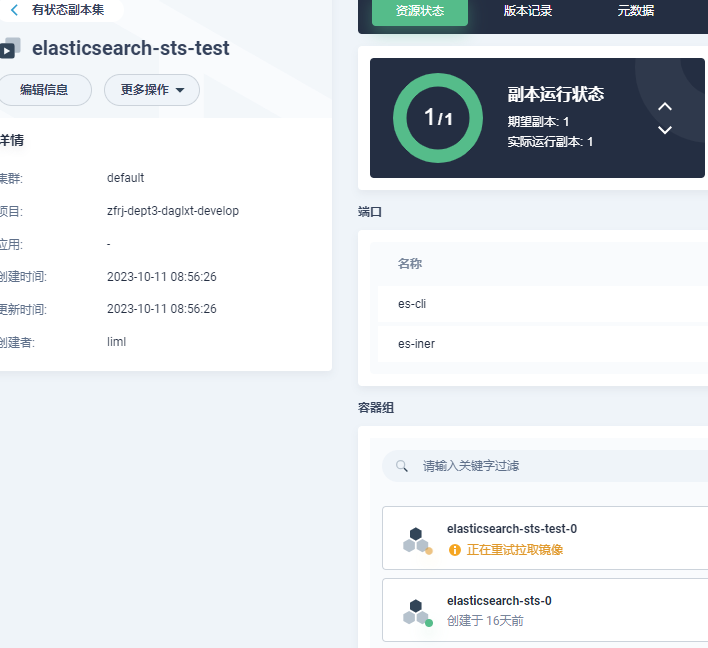 有状态副本集
elasticsearch-sts-test
编辑信息
更多操作
详情
集群:
default
项目:
zfrj-dept3-daglxt-develop
应用:
-
创建时间:
2023-10-11 08:56:26
更新时间:
2023-10-11 08:56:26
创建者:
liml
资源状态
版本记录
元数据
1/1
副本运行状态
期望副本: 1
实际运行副本: 1
端口
名称
es-cli
es-iner
容器组
请输入关键字过滤
elasticsearch-sts-test-0
正在重试拉取镜像
elasticsearch-sts-0
创建于 16天前